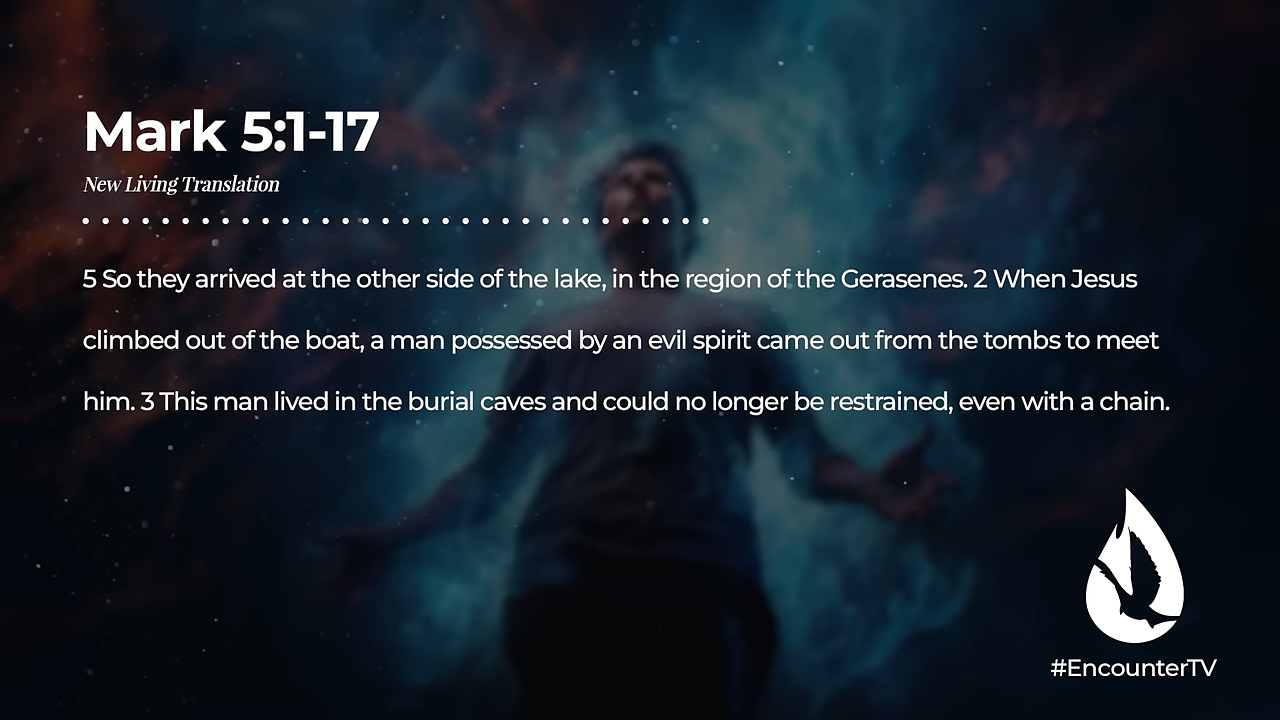 Mark 5:1-17
New Living Translation
5 So they arrived at the other side of the lake, in the region of the Gerasenes. 2 When Jesus
climbed out of the boat, a man possessed by an evil spirit came out from the tombs to meet
him. 3 This man lived in the burial caves and could no longer be restrained, even with a chain.
#EncounterTV